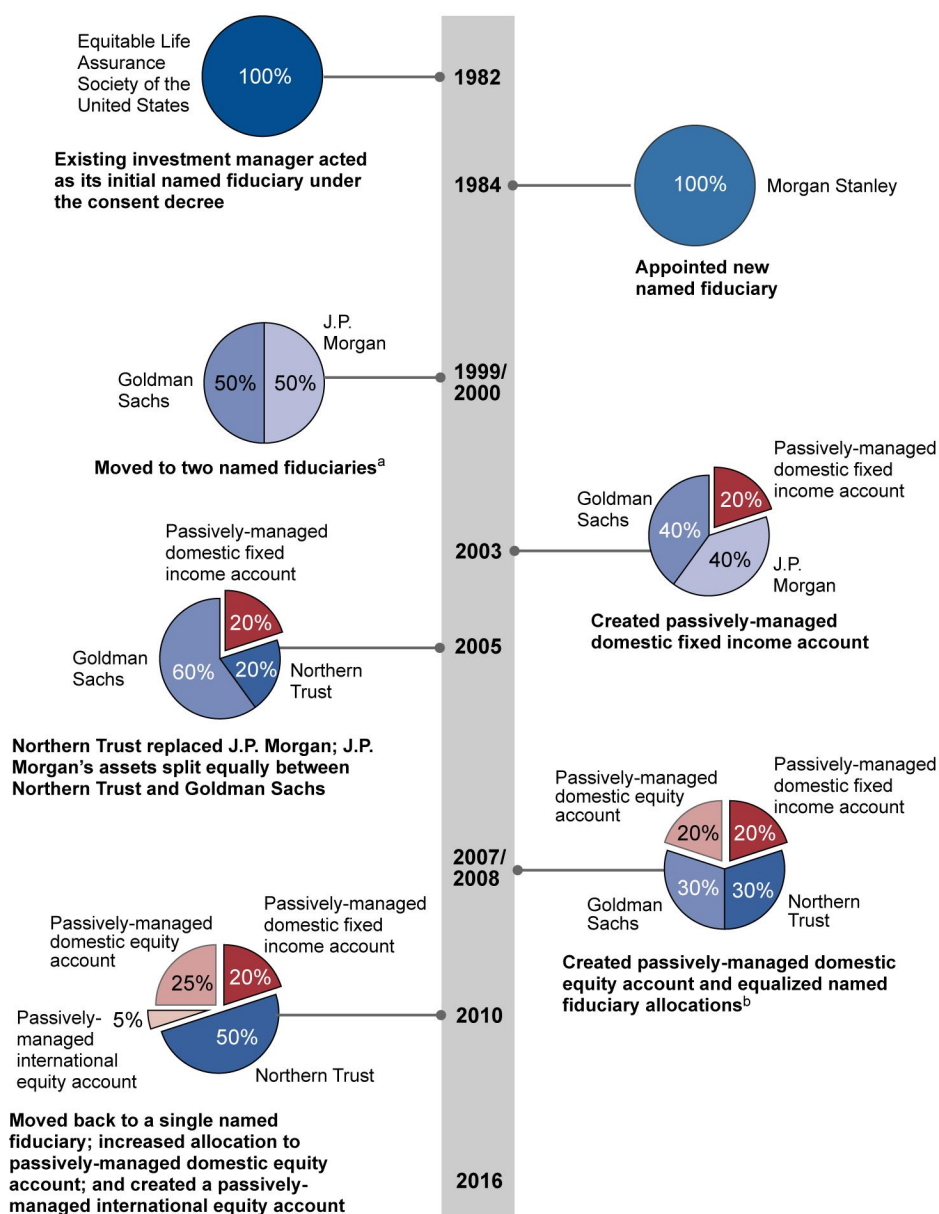 Equitable Life
Assurance
Society of the
United States
100%
1982
Existing investment manager acted
as its initial named fiduciary under
the consent decree
1984
100%
Morgan Stanley
Appointed new
named fiduciary
J.P.
Morgan
Goldman
Sachs
50%
50%
1999/
2000
Moved to two named fiduciariesᵃ
Passively-managed
domestic fixed
income account
Goldman
Sachs
20%
40%
40%
J.P.
Morgan
2003
Created passively-managed
domestic fixed income account
Passively-managed
domestic fixed
income account
20%
Goldman
Sachs
60%
20%
Northern
Trust
2005
Northern Trust replaced J.P. Morgan; J.P.
Morgan’s assets split equally between
Northern Trust and Goldman Sachs
Passively-managed
domestic equity
account
Passively-managed
domestic fixed
income account
20%
20%
2007/
2008
30%
30%
Goldman
Sachs
Northern
Trust
Created passively-managed domestic
equity account and equalized named
fiduciary allocationsᵇ
Passively-managed
domestic equity
account
Passively-managed
domestic fixed
income account
25%
20%
Passively-
managed
international
equity account
5%
50%
Northern Trust
2010
Moved back to a single named
fiduciary; increased allocation to
passively-managed domestic equity
account; and created a passively-
managed international equity account
2016